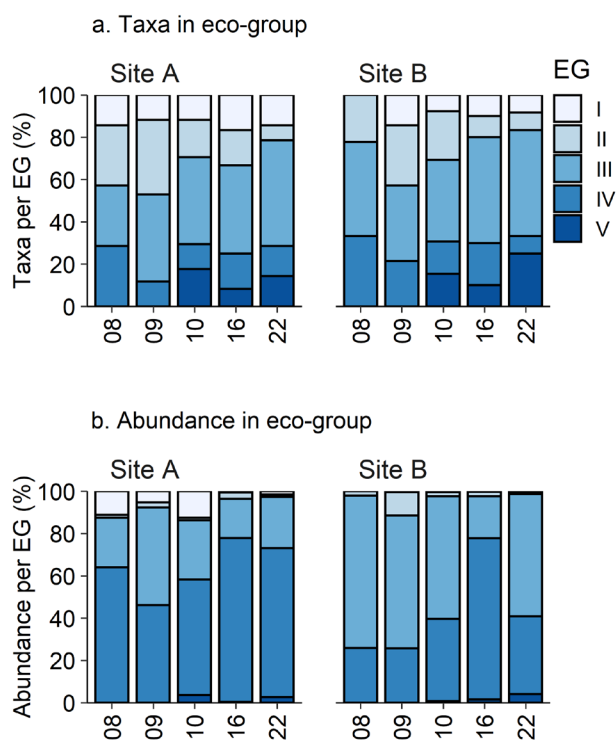 a. Taxa in eco-group
Site A
Site B
EG
I
II
III
IV
V
Taxa per EG (%)
100
80
60
40
20
0
08
09
10
16
22
08
09
10
16
22
b. Abundance in eco-group
Site A
Site B
Abundance per EG (%)
100
80
60
40
20
0
08
09
10
16
22
08
09
10
16
22